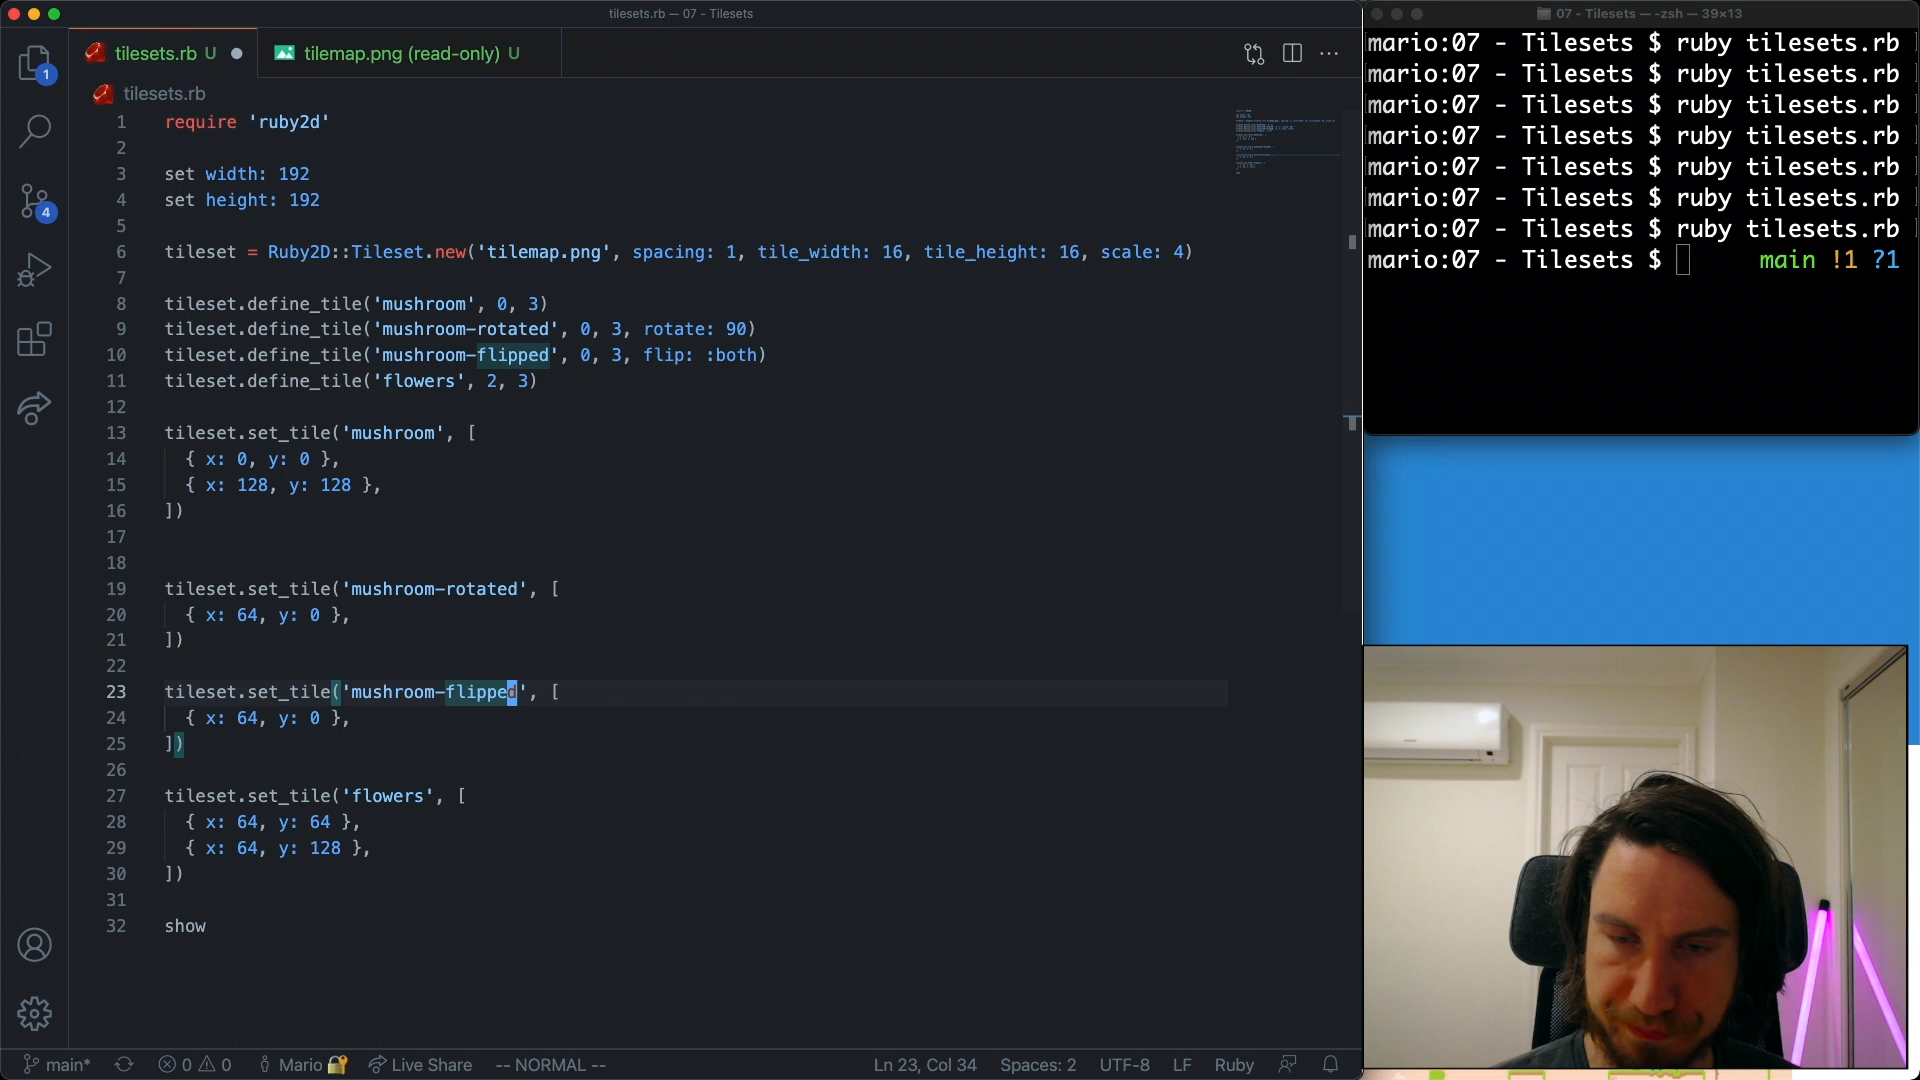 tilesets.rb — 07 - Tilesets
tilesets.rb U
tilemap.png (read-only) U
tilesets.rb
1 require 'ruby2d'
2
3 set width: 192
4 set height: 192
5
6 tileset = Ruby2D::Tileset.new('tilemap.png', spacing: 1, tile_width: 16, tile_height: 16, scale: 4)
7
8 tileset.define_tile('mushroom', 0, 3)
9 tileset.define_tile('mushroom-rotated', 0, 3, rotate: 90)
10 tileset.define_tile('mushroom-flipped', 0, 3, flip: :both)
11 tileset.define_tile('flowers', 2, 3)
12
13 tileset.set_tile('mushroom', [
14 { x: 0, y: 0 },
15 { x: 128, y: 128 },
16 ])
17
18
19 tileset.set_tile('mushroom-rotated', [
20 { x: 64, y: 0 },
21 ])
22
23 tileset.set_tile('mushroom-flipped', [
24 { x: 64, y: 0 },
25 ])
26
27 tileset.set_tile('flowers', [
28 { x: 64, y: 64 },
29 { x: 64, y: 128 },
30 ])
31
32 show
1
4
main* 0 0 Mario Live Share -- NORMAL -- Ln 23, Col 34 Spaces: 2 UTF-8 LF Ruby
07 - Tilesets — -zsh — 39×13
mario:07 - Tilesets $ ruby tilesets.rb
mario:07 - Tilesets $ ruby tilesets.rb
mario:07 - Tilesets $ ruby tilesets.rb
mario:07 - Tilesets $ ruby tilesets.rb
mario:07 - Tilesets $ ruby tilesets.rb
mario:07 - Tilesets $ ruby tilesets.rb
mario:07 - Tilesets $ ruby tilesets.rb
mario:07 - Tilesets $ main !1 ?1